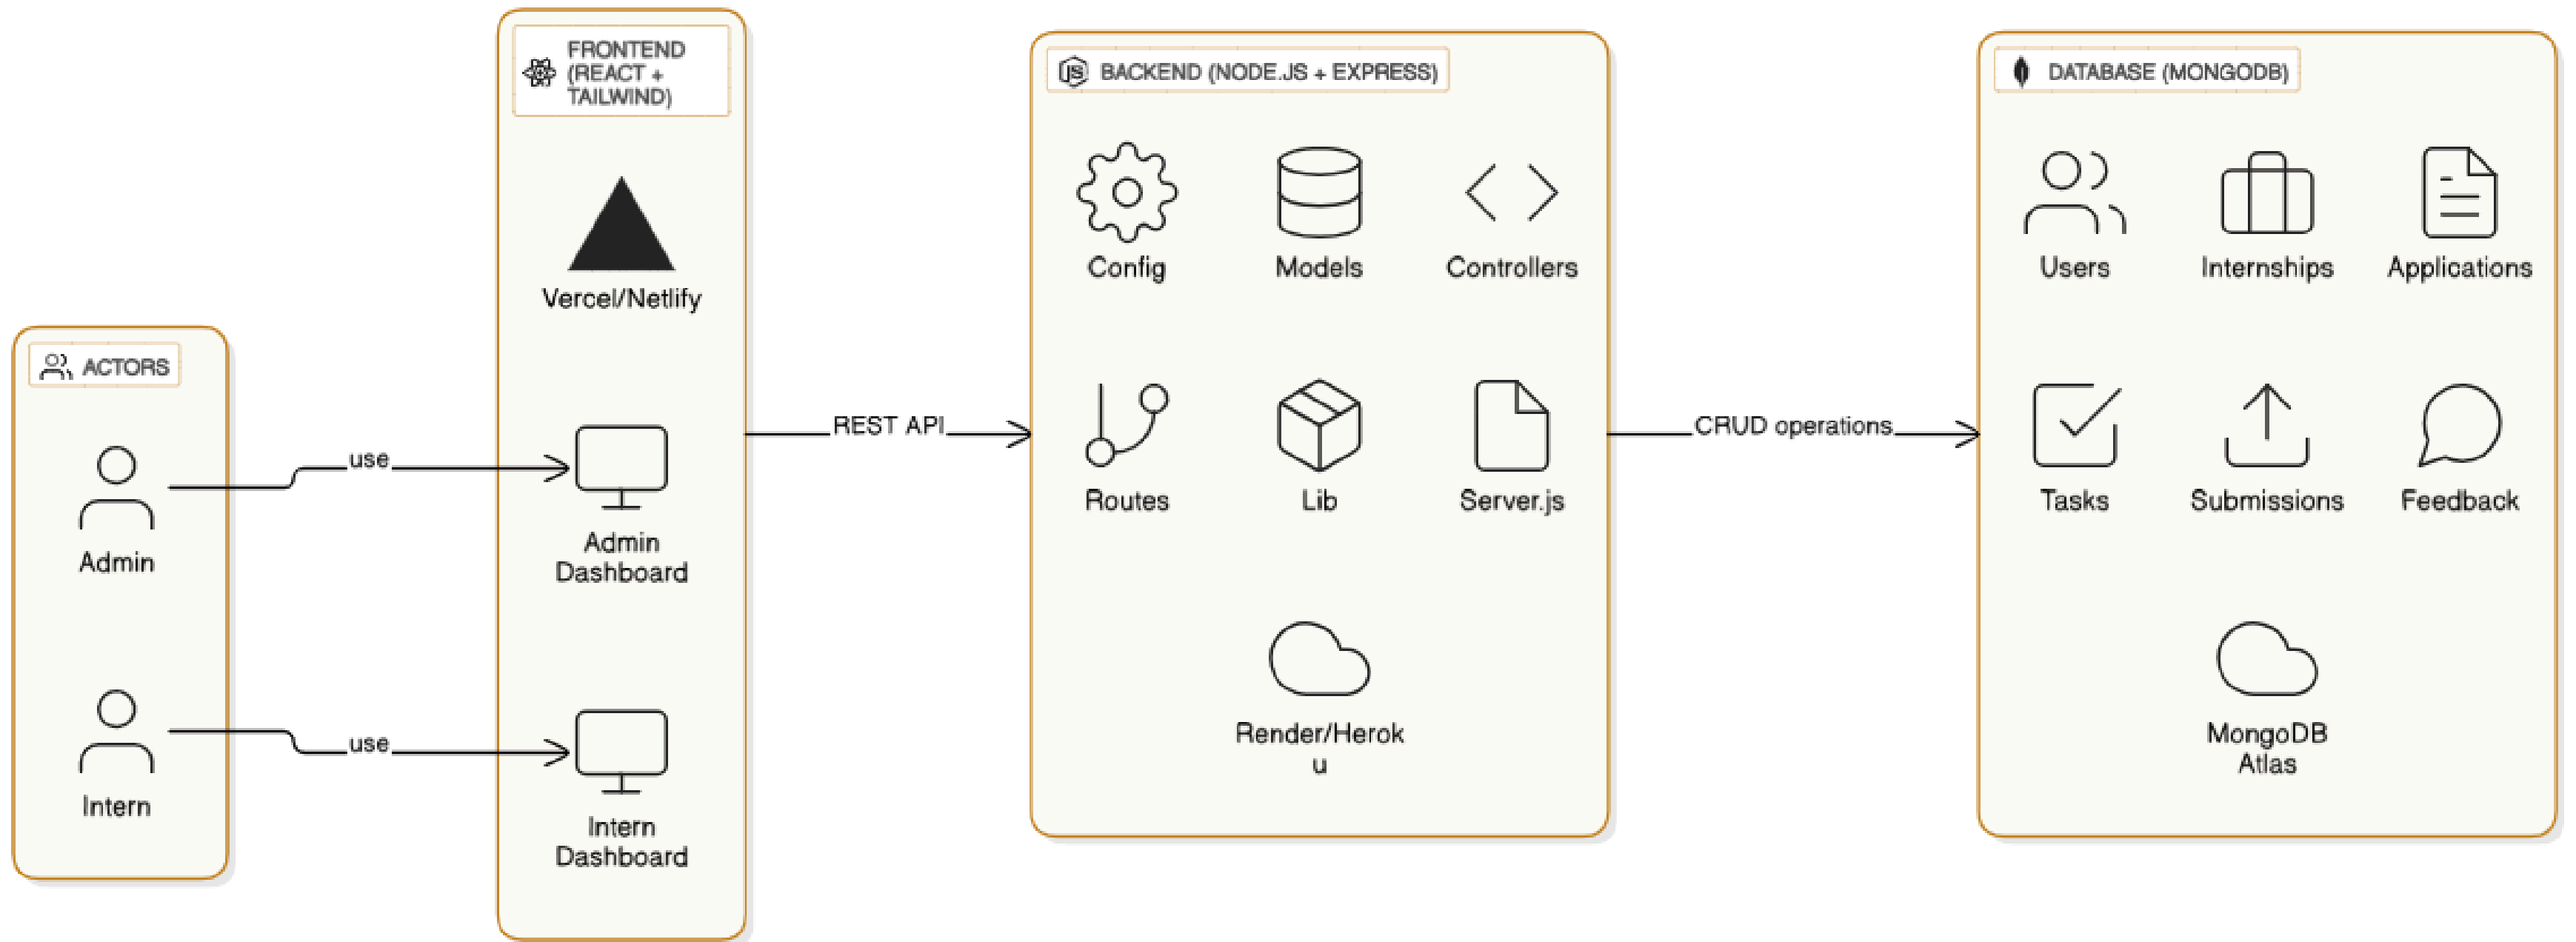 ACTORS
Admin
Intern
use
use
FRONTEND
(REACT +
TAILWIND)
Vercel/Netlify
Admin
Dashboard
Intern
Dashboard
REST API
JS
BACKEND (NODE.JS + EXPRESS)
Config
Models
Controllers
Routes
Lib
Server.js
Render/Herok
u
CRUD operations
DATABASE (MONGODB)
Users
Internships
Applications
Tasks
Submissions
Feedback
MongoDB
Atlas